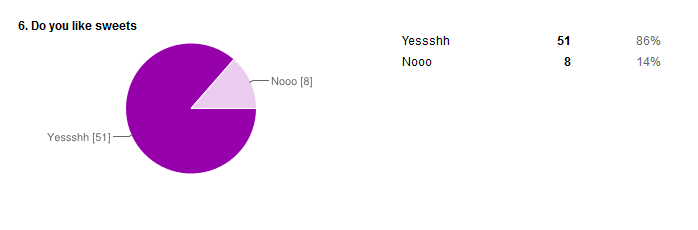 6. Do you like sweets
Nooo [8]
Yessshh [51]
Yessshh 51 86%
Nooo 8 14%